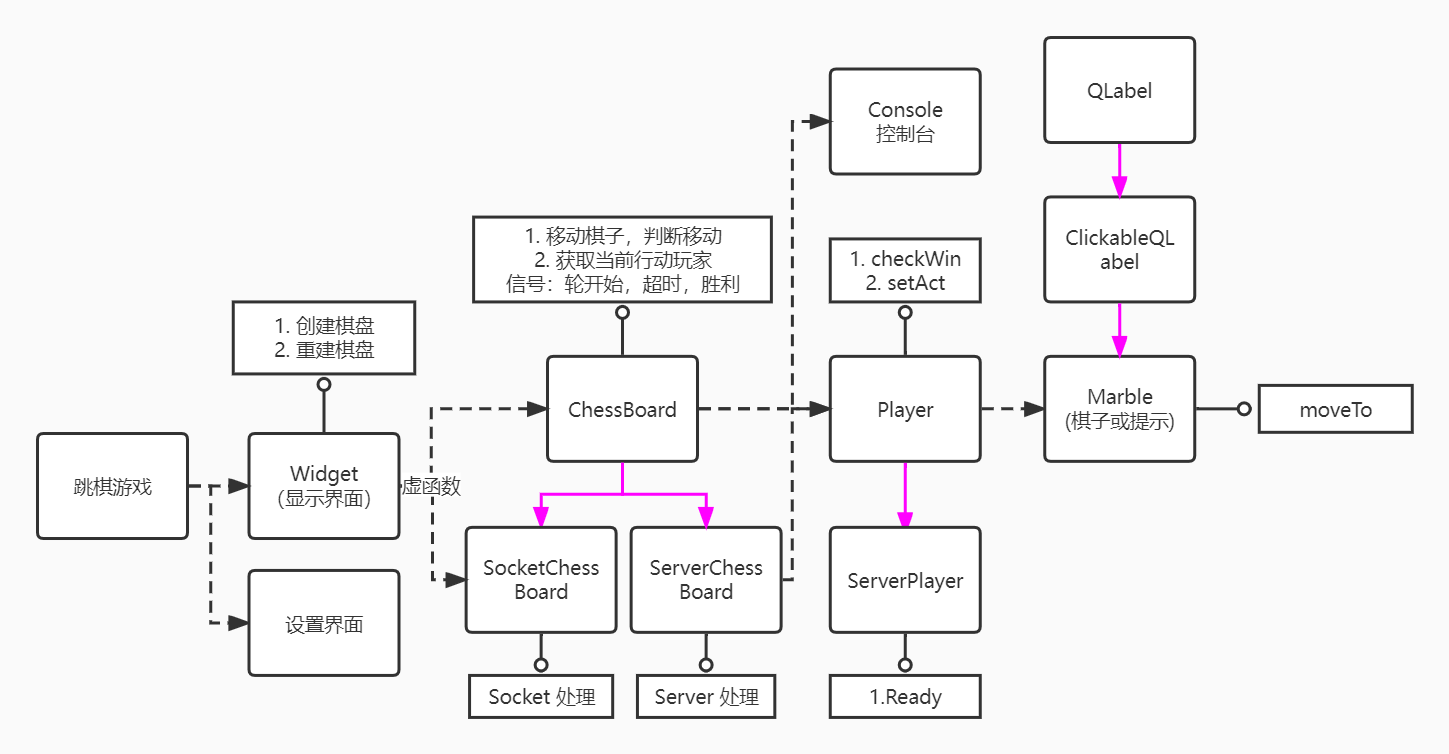 QLabel
Console
控制台
ClickableQL
abel
1. 移动棋子，判断移动
2. 获取当前行动玩家
信号：轮开始，超时，胜利
1. checkWin
2. setAct
1. 创建棋盘
2. 重建棋盘
ChessBoard
Player
Marble
(棋子或提示)
moveTo
跳棋游戏
Widget
（显示界面）
虚函数
SocketChess
Board
ServerChess
Board
ServerPlayer
设置界面
Socket 处理
Server 处理
1.Ready